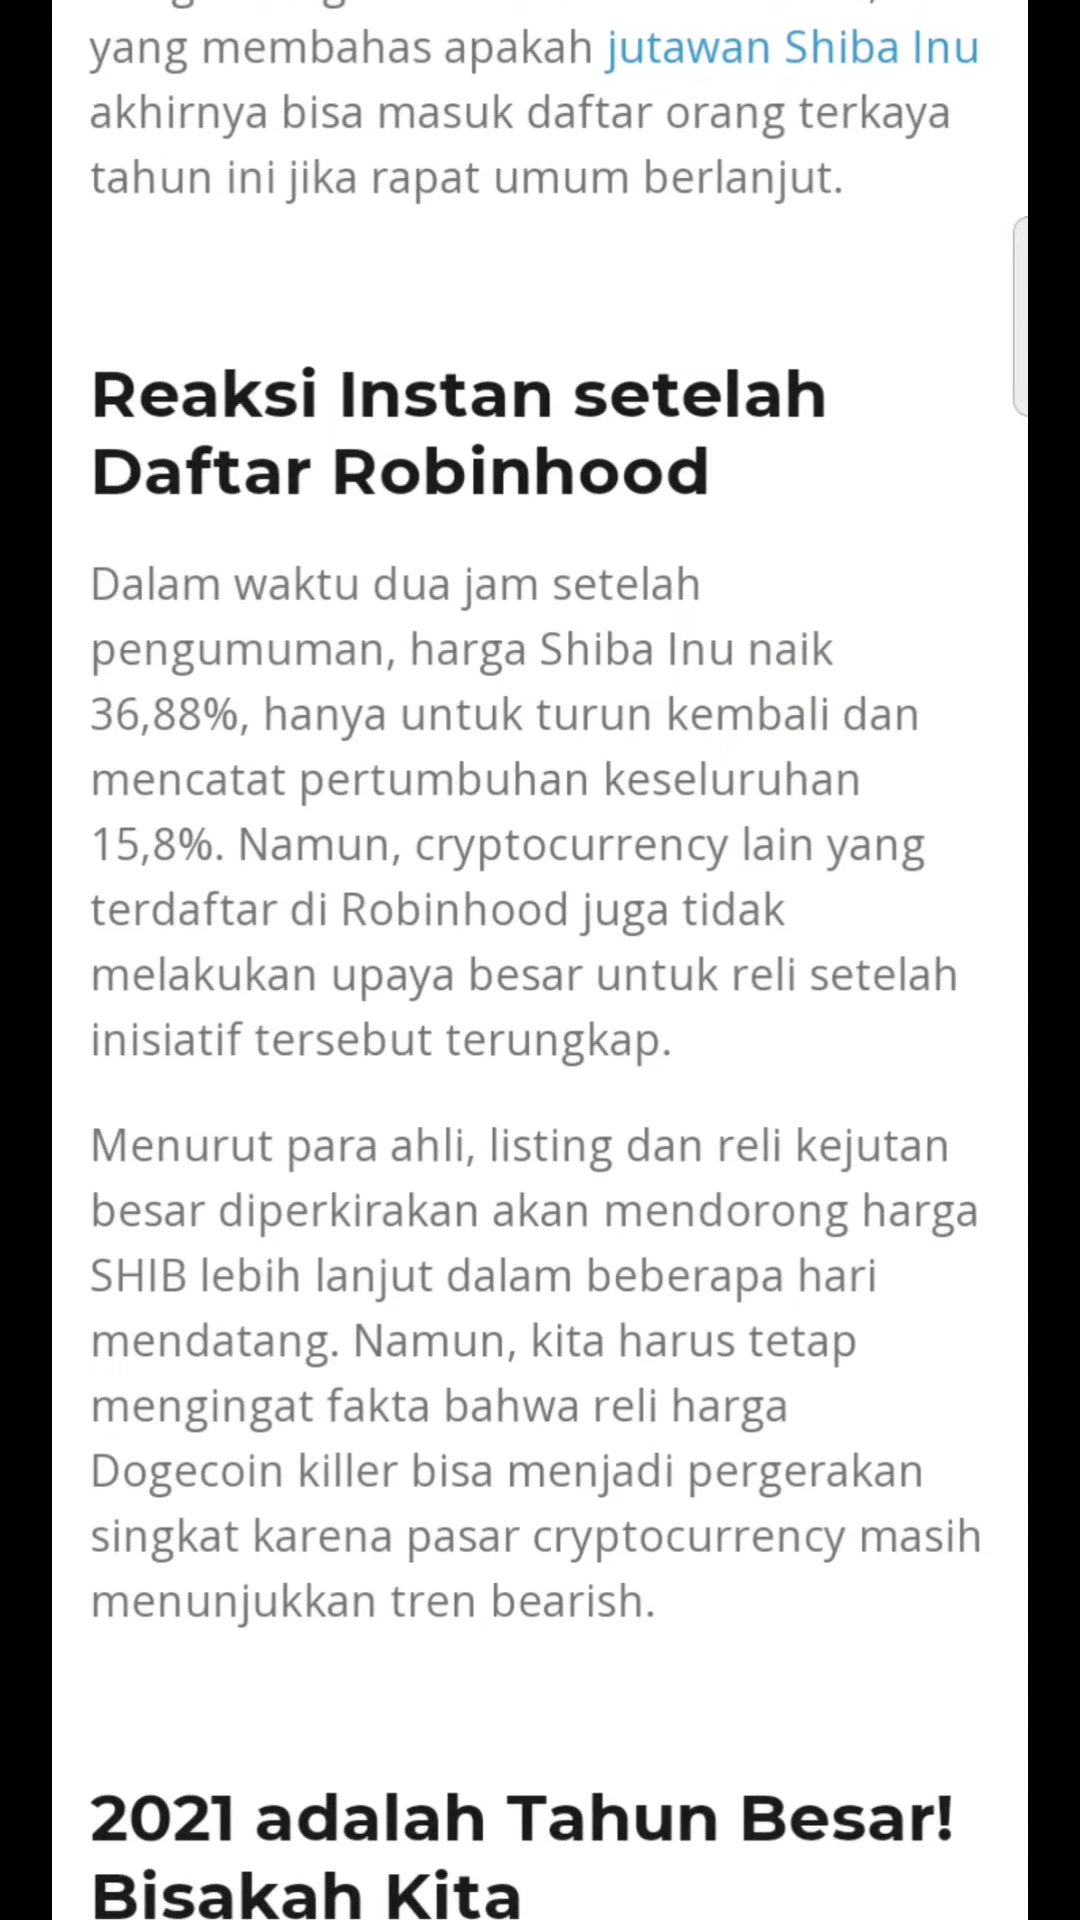 yang membahas apakah jutawan Shiba Inu
akhirnya bisa masuk daftar orang terkaya
tahun ini jika rapat umum berlanjut.
Reaksi Instan setelah
Daftar Robinhood
Dalam waktu dua jam setelah
pengumuman, harga Shiba Inu naik
36,88%, hanya untuk turun kembali dan
mencatat pertumbuhan keseluruhan
15,8%. Namun, cryptocurrency lain yang
terdaftar di Robinhood juga tidak
melakukan upaya besar untuk reli setelah
inisiatif tersebut terungkap.
Menurut para ahli, listing dan reli kejutan
besar diperkirakan akan mendorong harga
SHIB lebih lanjut dalam beberapa hari
mendatang. Namun, kita harus tetap
mengingat fakta bahwa reli harga
Dogecoin killer bisa menjadi pergerakan
singkat karena pasar cryptocurrency masih
menunjukkan tren bearish.
2021 adalah Tahun Besar!
Bisakah Kita